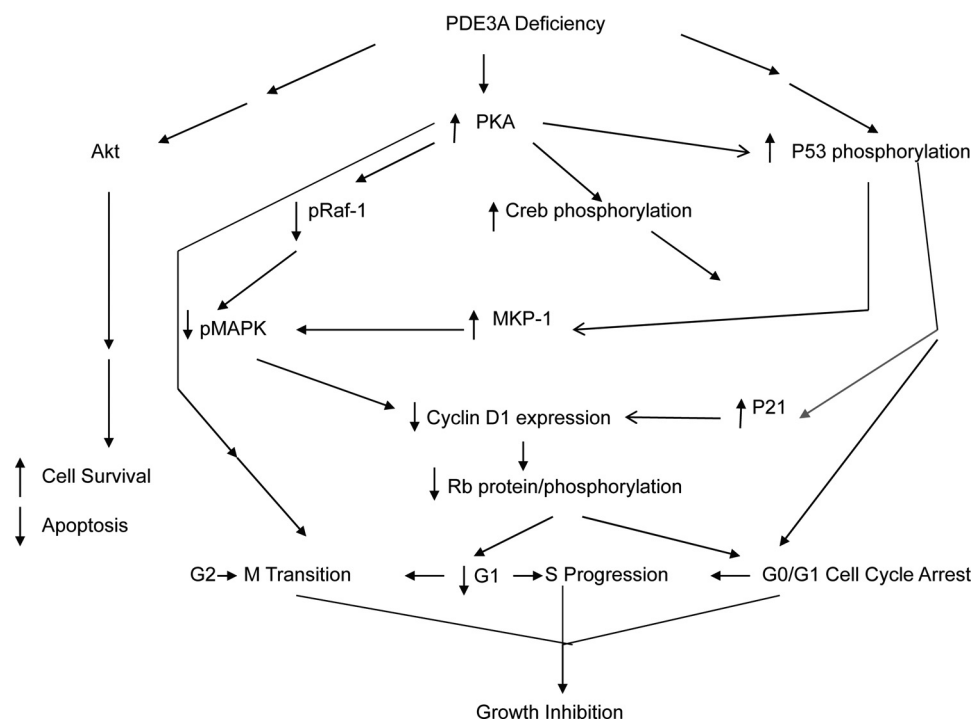 PDE3A Deficiency
PKA
Akt
P53 phosphorylation
pRaf-1
Creb phosphorylation
pMAPK
MKP-1
Cyclin D1 expression
P21
Cell Survival
Rb protein/phosphorylation
Apoptosis
G2 M Transition
G1
S Progression
G0/G1 Cell Cycle Arrest
Growth Inhibition